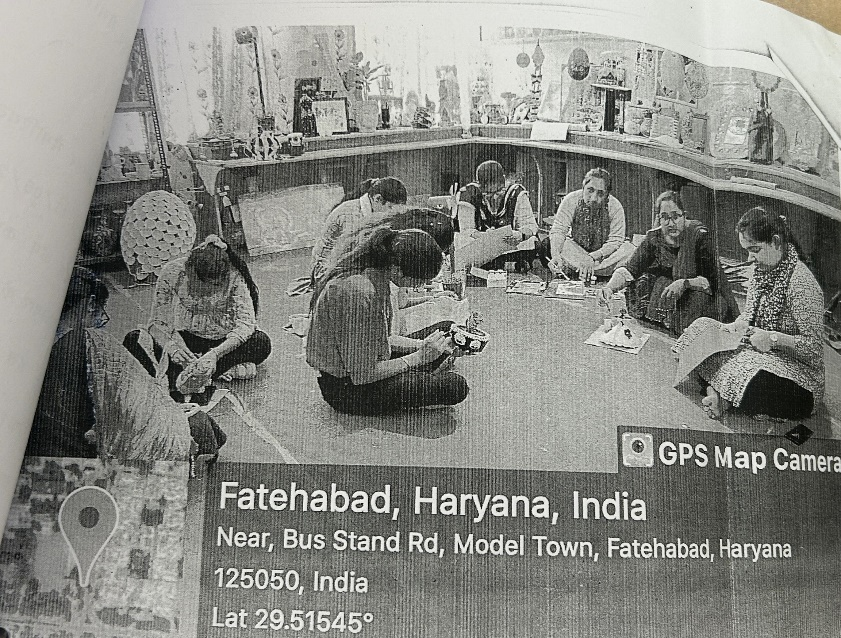 GPS Map Camera
Fatehabad, Haryana, India
Near, Bus Stand Rd, Model Town, Fatehabad, Haryana
125050, India
Lat 29.51545°